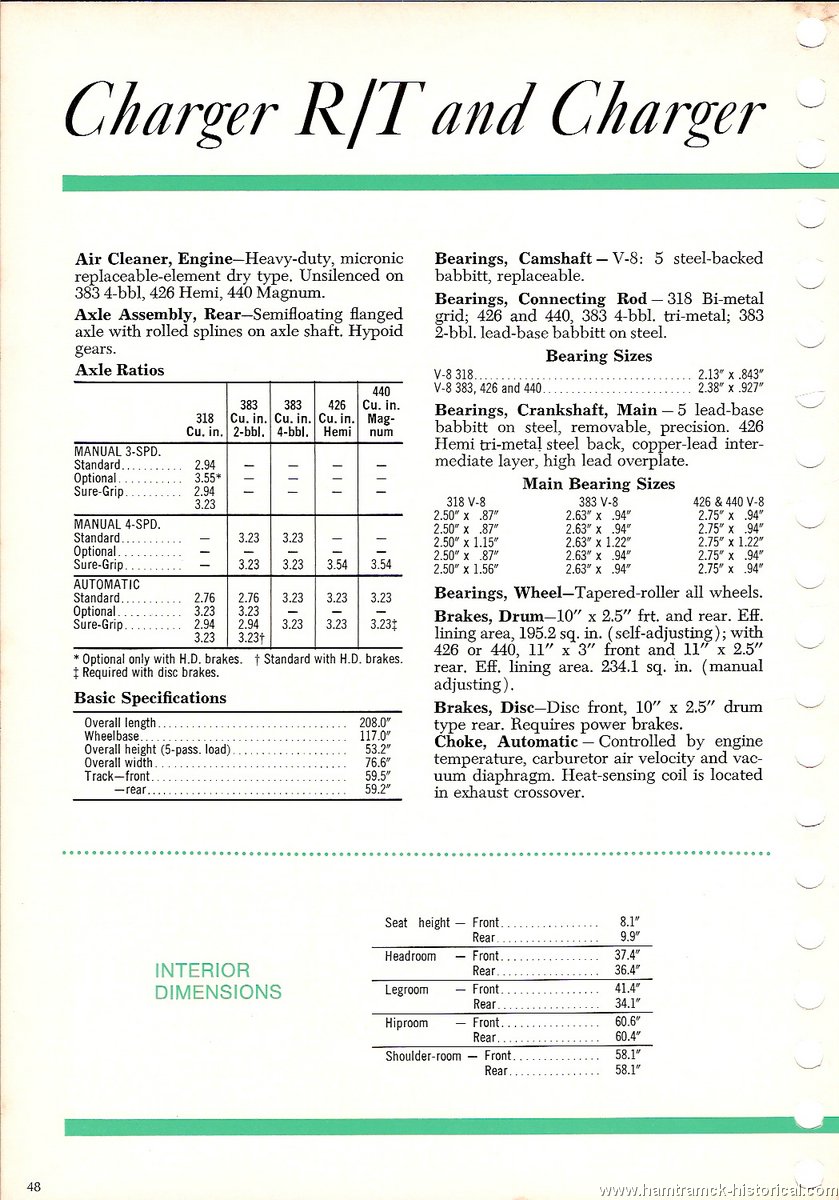 Charger R/T and Charger
Air Cleaner, Engine—Heavy-duty, micronic
replaceable-element dry type. Unsilenced on
383 4-bbl, 426 Hemi, 440 Magnum.
Axle Assembly, Rear—Semifloating flanged
axle with rolled splines on axle shaft. Hypoid
gears.
Axle Ratios
318 Cu. in. 383 Cu. in. 2-bbl. 383 Cu. in. 4-bbl. 426 Cu. in. Hemi 440 Cu. in. Mag-num
MANUAL 3-SPD.
Standard.......... 2.94 — — — —
Optional.......... 3.55* — — — —
Sure-Grip......... 2.94 — — — —
3.23
MANUAL 4-SPD.
Standard.......... — 3.23 3.23 — —
Optional.......... — — — — —
Sure-Grip......... — 3.23 3.23 3.54 3.54
AUTOMATIC
Standard.......... 2.76 2.76 3.23 3.23 3.23
Optional.......... 3.23 3.23 — — —
Sure-Grip......... 2.94 2.94 3.23 3.23 3.23‡
3.23 3.23†
* Optional only with H.D. brakes. † Standard with H.D. brakes.
‡ Required with disc brakes.
Basic Specifications
Overall length................................ 208.0"
Wheelbase................................... 117.0"
Overall height (5-pass. load)................... 53.2"
Overall width................................ 76.6"
Track—front................................. 59.5"
—rear.................................. 59.2"
Bearings, Camshaft — V-8: 5 steel-backed
babbitt, replaceable.
Bearings, Connecting Rod — 318 Bi-metal
grid; 426 and 440, 383 4-bbl. tri-metal; 383
2-bbl. lead-base babbitt on steel.
Bearing Sizes
V-8 318.................................... 2.13" x .843"
V-8 383, 426 and 440......................... 2.38" x .927"
Bearings, Crankshaft, Main — 5 lead-base
babbitt on steel, removable, precision. 426
Hemi tri-metal steel back, copper-lead inter-
mediate layer, high lead overplate.
Main Bearing Sizes
318 V-8 383 V-8 426 & 440 V-8
2.50" x .87" 2.63" x .94" 2.75" x .94"
2.50" x .87" 2.63" x .94" 2.75" x .94"
2.50" x 1.15" 2.63" x 1.22" 2.75" x 1.22"
2.50" x .87" 2.63" x .94" 2.75" x .94"
2.50" x 1.56" 2.63" x .94" 2.75" x .94"
Bearings, Wheel—Tapered-roller all wheels.
Brakes, Drum—10" x 2.5" frt. and rear. Eff.
lining area, 195.2 sq. in. (self-adjusting); with
426 or 440, 11" x 3" front and 11" x 2.5"
rear. Eff. lining area. 234.1 sq. in. (manual
adjusting).
Brakes, Disc—Disc front, 10" x 2.5" drum
type rear. Requires power brakes.
Choke, Automatic — Controlled by engine
temperature, carburetor air velocity and vac-
uum diaphragm. Heat-sensing coil is located
in exhaust crossover.
INTERIOR
DIMENSIONS
Seat height — Front................ 8.1"
Rear................. 9.9"
Headroom — Front................ 37.4"
Rear................. 36.4"
Legroom — Front................ 41.4"
Rear................. 34.1"
Hiproom — Front................ 60.6"
Rear................. 60.4"
Shoulder-room — Front.............. 58.1"
Rear............... 58.1"
48
www.hamtramck-historical.com